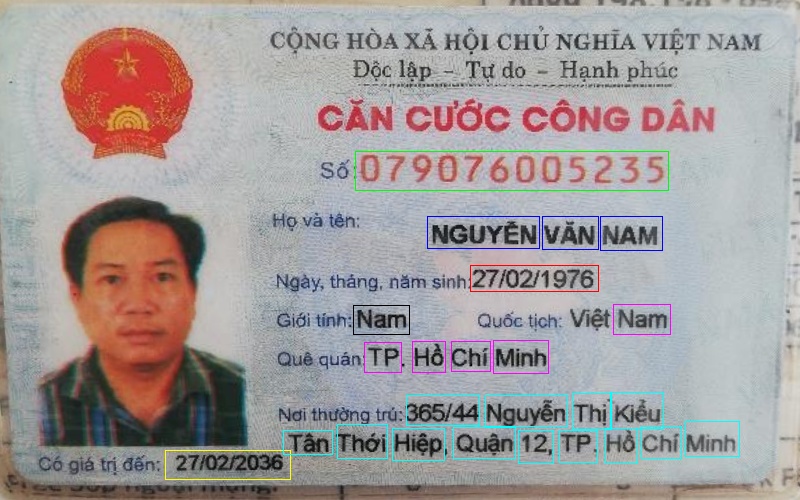 CỘNG HÒA XÃ HỘI CHỦ NGHĨA VIỆT NAM
Độc lập - Tự do - Hạnh phúc
CĂN CƯỚC CÔNG DÂN
Số: 079076005235
Họ và tên: NGUYỄN VĂN NAM
Ngày, tháng, năm sinh: 27/02/1976
Giới tính: Nam Quốc tịch: Việt Nam
Quê quán: TP. Hồ Chí Minh
Nơi thường trú: 365/44 Nguyễn Thị Kiểu
Tân Thới Hiệp, Quận 12, TP. Hồ Chí Minh
Có giá trị đến: 27/02/2036